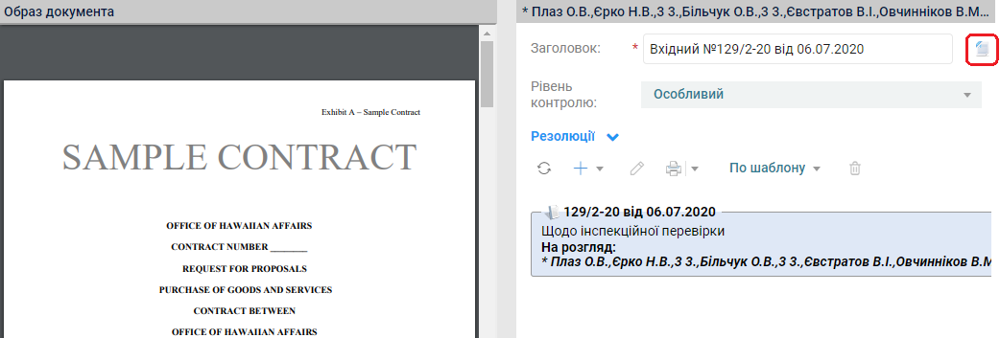 Образ документа
Exhibit A – Sample Contract
SAMPLE CONTRACT
OFFICE OF HAWAIIAN AFFAIRS
CONTRACT NUMBER ________
REQUEST FOR PROPOSALS
PURCHASE OF GOODS AND SERVICES
CONTRACT BETWEEN
OFFICE OF HAWAIIAN AFFAIRS
* Плаз О.В.,Єрко Н.В.,З З.,Більчук О.В.,З З.,Євстратов В.І.,Овчинніков В.М...
Заголовок: * Вхідний №129/2-20 від 06.07.2020
Рівень
контролю:
Особливий
Резолюції
По шаблону
129/2-20 від 06.07.2020
Щодо інспекційної перевірки
На розгляд:
* Плаз О.В.,Єрко Н.В.,З З.,Більчук О.В.,З З.,Євстратов В.І.,Овчинніков В.М